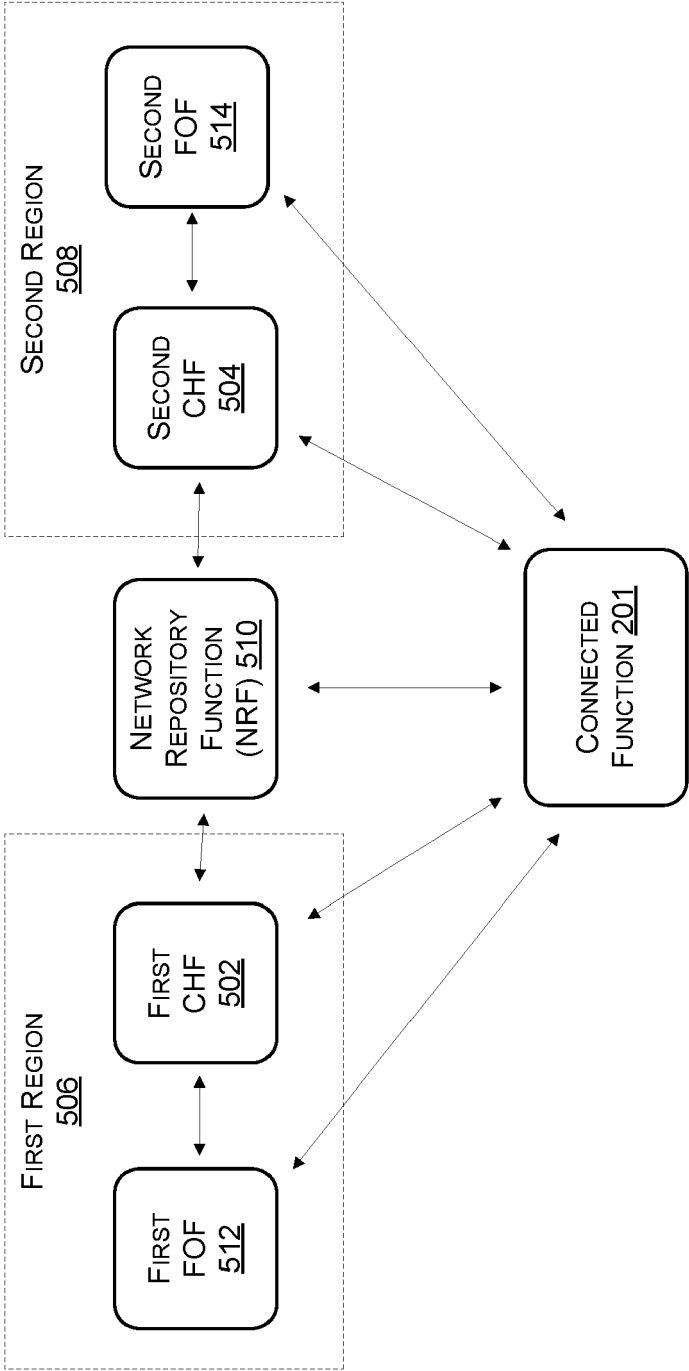 FIRST REGION
506
SECOND REGION
508
FIRST
FOF
512
FIRST
CHF
502
NETWORK
REPOSITORY
FUNCTION
(NRF) 510
SECOND
CHF
504
SECOND
FOF
514
CONNECTED
FUNCTION 201